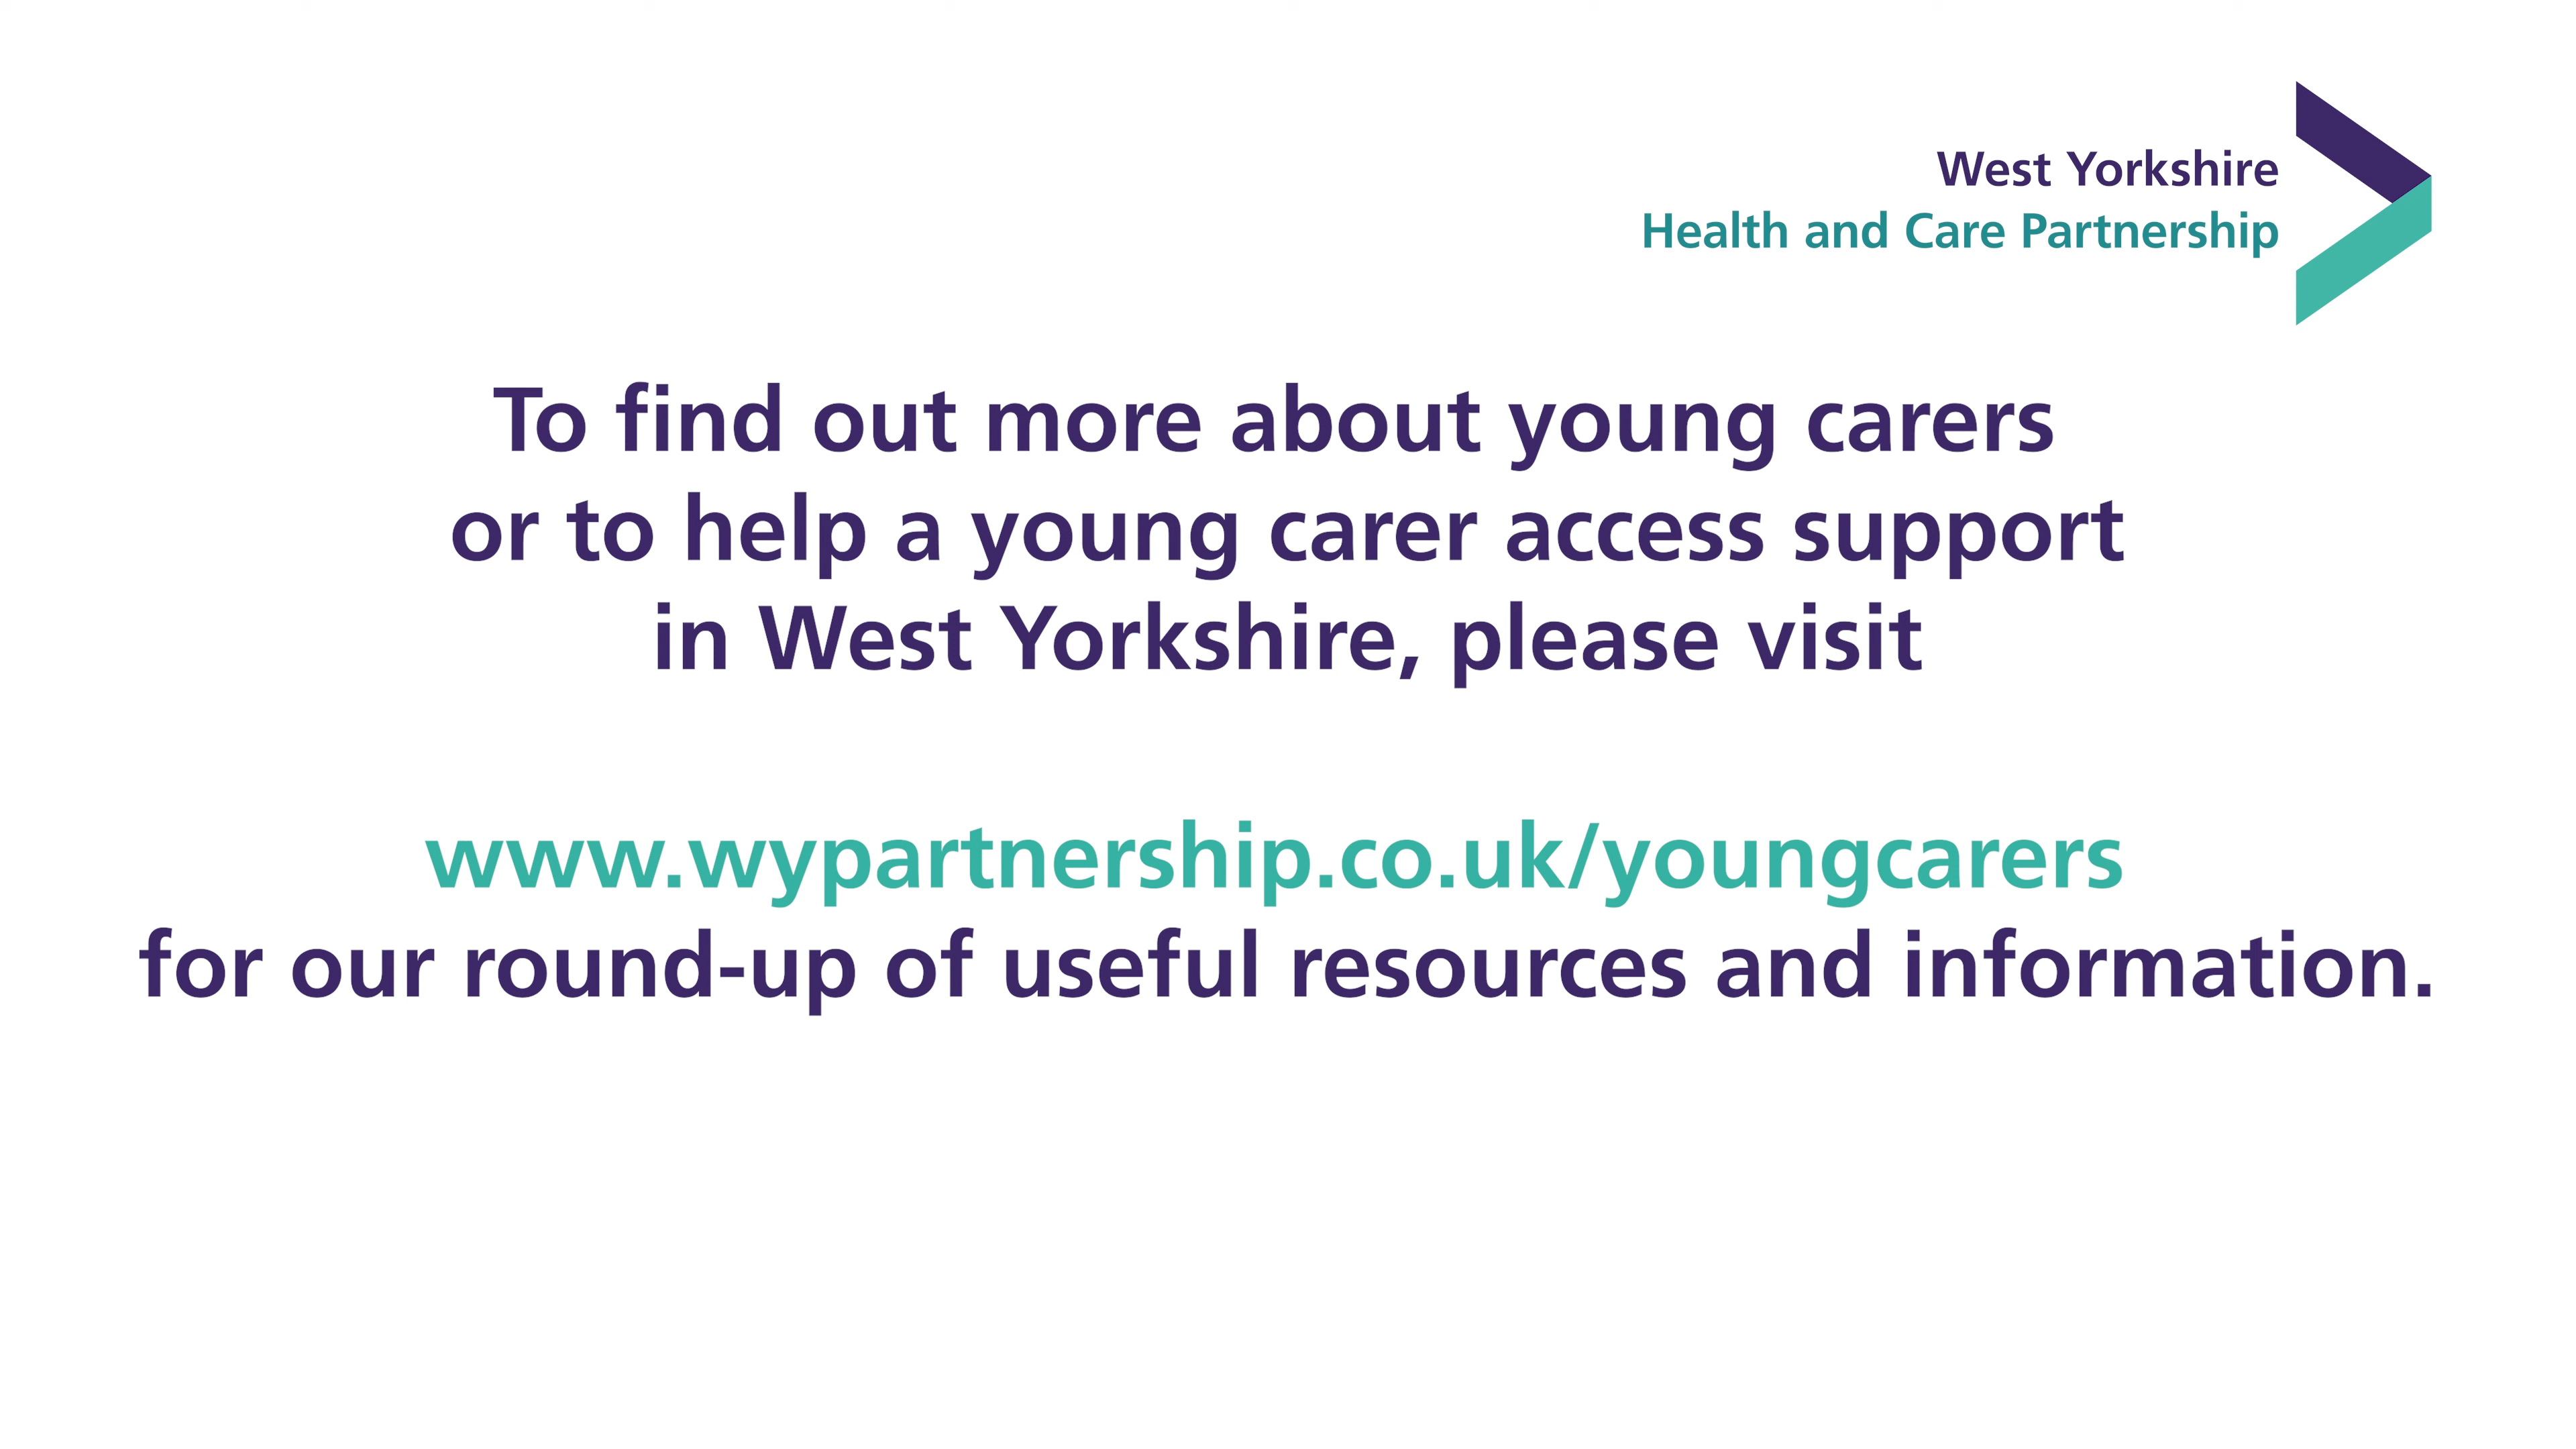 West Yorkshire
Health and Care Partnership
To find out more about young carers
or to help a young carer access support
in West Yorkshire, please visit
www.wypartnership.co.uk/youngcarers
for our round-up of useful resources and information.